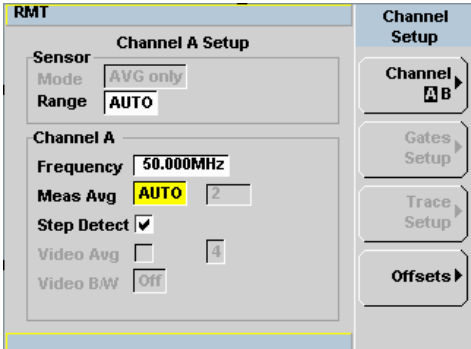 RMT
Channel A Setup
Sensor
Mode AVG only
Range AUTO
Channel A
Frequency 50.000MHz
Meas Avg AUTO 2
Step Detect
Video Avg 4
Video B/W Off
Channel
Setup
Channel
A B
Gates
Setup
Trace
Setup
Offsets